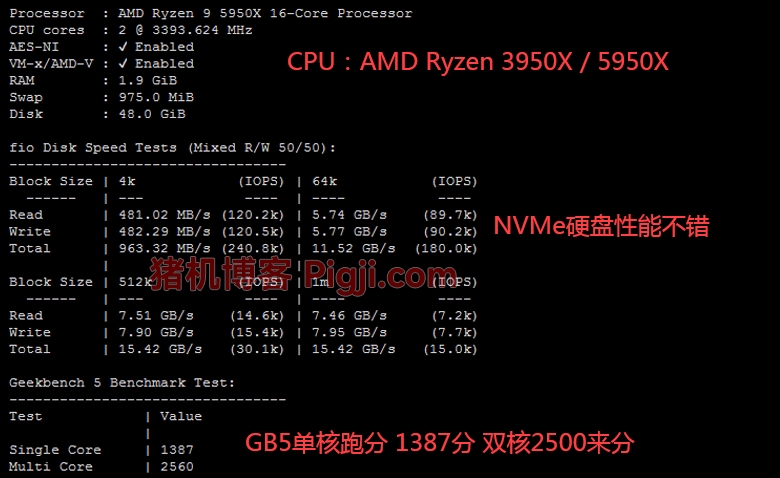 Processor  : AMD Ryzen 9 5950X 16-Core Processor
CPU cores  : 2 @ 3393.624 MHz
AES-NI     : ✔ Enabled
VM-x/AMD-V : ✔ Enabled
RAM        : 1.9 GiB
Swap       : 975.0 MiB
Disk       : 48.0 GiB
CPU：AMD Ryzen 3950X / 5950X
fio Disk Speed Tests (Mixed R/W 50/50):
---------------------------------
Block Size | 4k            (IOPS) | 64k           (IOPS)
  ------   | ---            ----  | ----           ----
Read       | 481.02 MB/s (120.2k) | 5.74 GB/s    (89.7k)
Write      | 482.29 MB/s (120.5k) | 5.77 GB/s    (90.2k)
Total      | 963.32 MB/s (240.8k) | 11.52 GB/s  (180.0k)
           |                      |
NVMe硬盘性能不错
猪机博客 Pigji.com
Block Size | 512k          (IOPS) | 1m            (IOPS)
  ------   | ---            ----  | ----           ----
Read       | 7.51 GB/s    (14.6k) | 7.46 GB/s     (7.2k)
Write      | 7.90 GB/s    (15.4k) | 7.95 GB/s     (7.7k)
Total      | 15.42 GB/s   (30.1k) | 15.42 GB/s   (15.0k)
Geekbench 5 Benchmark Test:
---------------------------------
Test            | Value
                |
Single Core     | 1387
Multi Core      | 2560
GB5单核跑分 1387分 双核2500来分